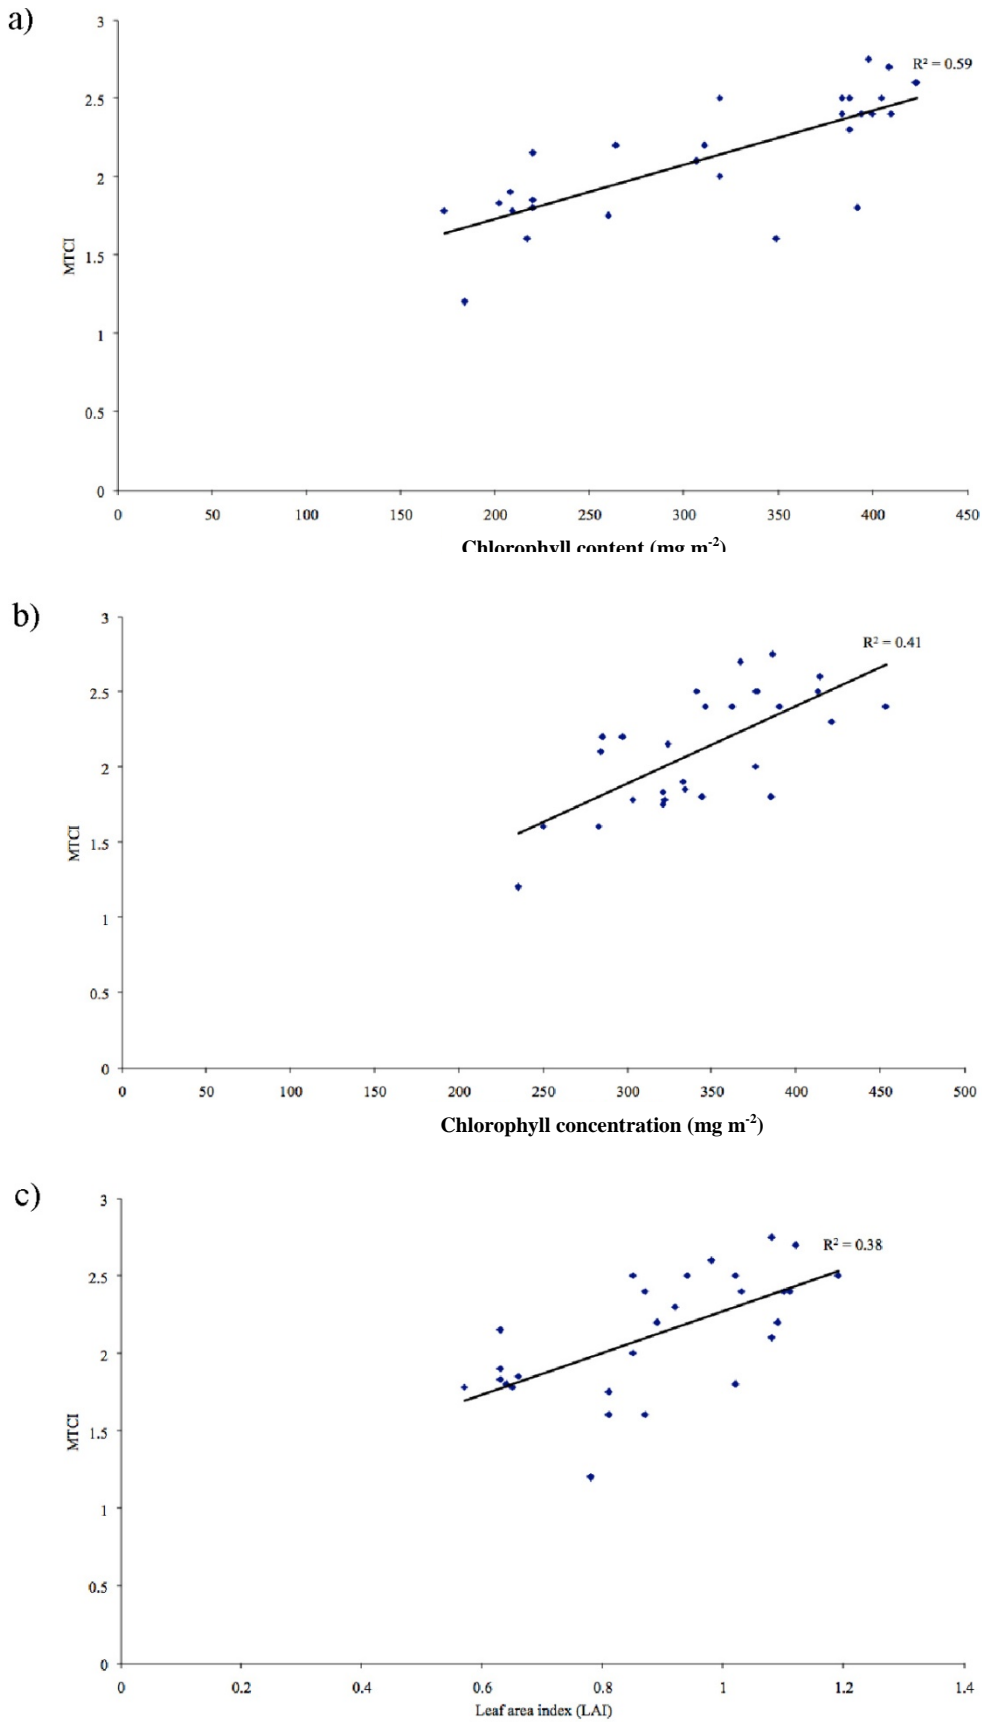 a)
3
R² = 0.59
2.5
2
MTCI
1.5
1
0.5
0
0 50 100 150 200 250 300 350 400 450
Chlorophyll content (mg m⁻²)
b)
3
R² = 0.41
2.5
2
MTCI
1.5
1
0.5
0
0 50 100 150 200 250 300 350 400 450 500
Chlorophyll concentration (mg m⁻²)
c)
3
R² = 0.38
2.5
2
MTCI
1.5
1
0.5
0
0 0.2 0.4 0.6 0.8 1 1.2 1.4
Leaf area index (LAI)